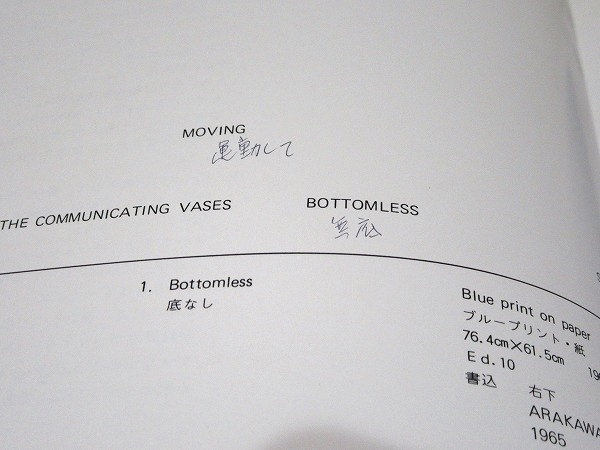 MOVING
運動して
THE COMMUNICATING VASES
BOTTOMLESS
無底
1. Bottomless
底なし
Blue print on paper
ブループリント・紙
76.4cm×61.5cm
Ed.10
書込 右下
ARAKAWA
1965